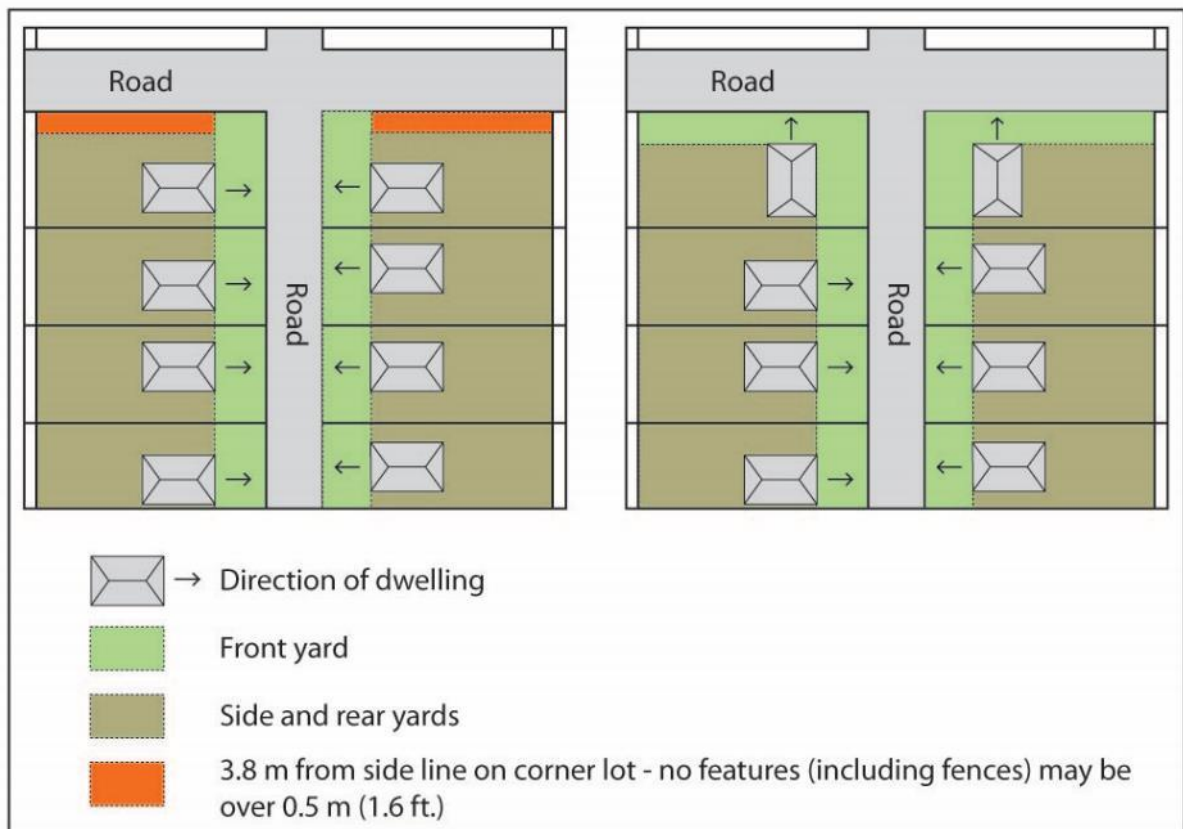 Road
Road
Road
Road
→ Direction of dwelling
Front yard
Side and rear yards
3.8 m from side line on corner lot - no features (including fences) may be
over 0.5 m (1.6 ft.)